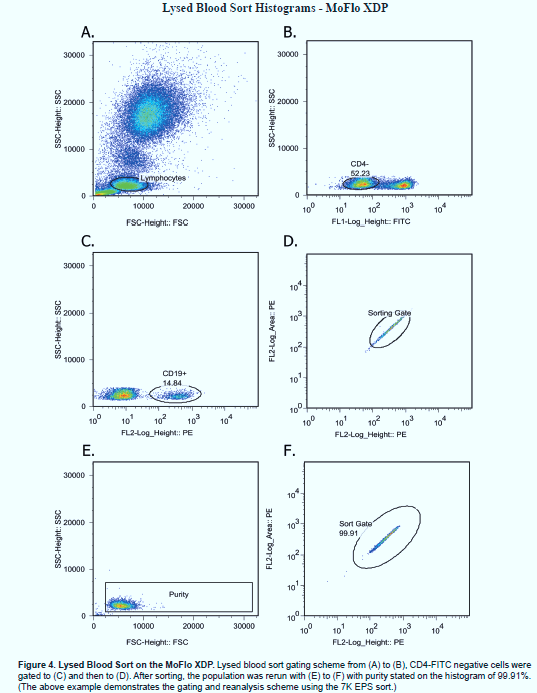 Lysed Blood Sort Histograms - MoFlo XDP
A.
30000
20000
10000
0
SSC-Height:: SSC
Lymphocytes
0 10000 20000 30000
FSC-Height:: FSC
B.
30000
20000
10000
0
SSC-Height:: SSC
CD4-
52.23
10^0 10^1 10^2 10^3 10^4
FL1-Log_Height:: FITC
C.
30000
20000
10000
0
SSC-Height:: SSC
CD19+
14.84
10^0 10^1 10^2 10^3 10^4
FL2-Log_Height:: PE
D.
10^4
10^3
10^2
10^1
10^0
FL2-Log_Area:: PE
Sorting Gate
10^0 10^1 10^2 10^3 10^4
FL2-Log_Height:: PE
E.
30000
20000
10000
0
SSC-Height:: SSC
Purity
0 10000 20000 30000
FSC-Height:: FSC
F.
10^4
10^3
10^2
10^1
10^0
FL2-Log_Area:: PE
Sort Gate
99.91
10^0 10^1 10^2 10^3 10^4
FL2-Log_Height:: PE
Figure 4. Lysed Blood Sort on the MoFlo XDP. Lysed blood sort gating scheme from (A) to (B), CD4-FITC negative cells were
gated to (C) and then to (D). After sorting, the population was rerun with (E) to (F) with purity stated on the histogram of 99.91%.
(The above example demonstrates the gating and reanalysis scheme using the 7K EPS sort.)